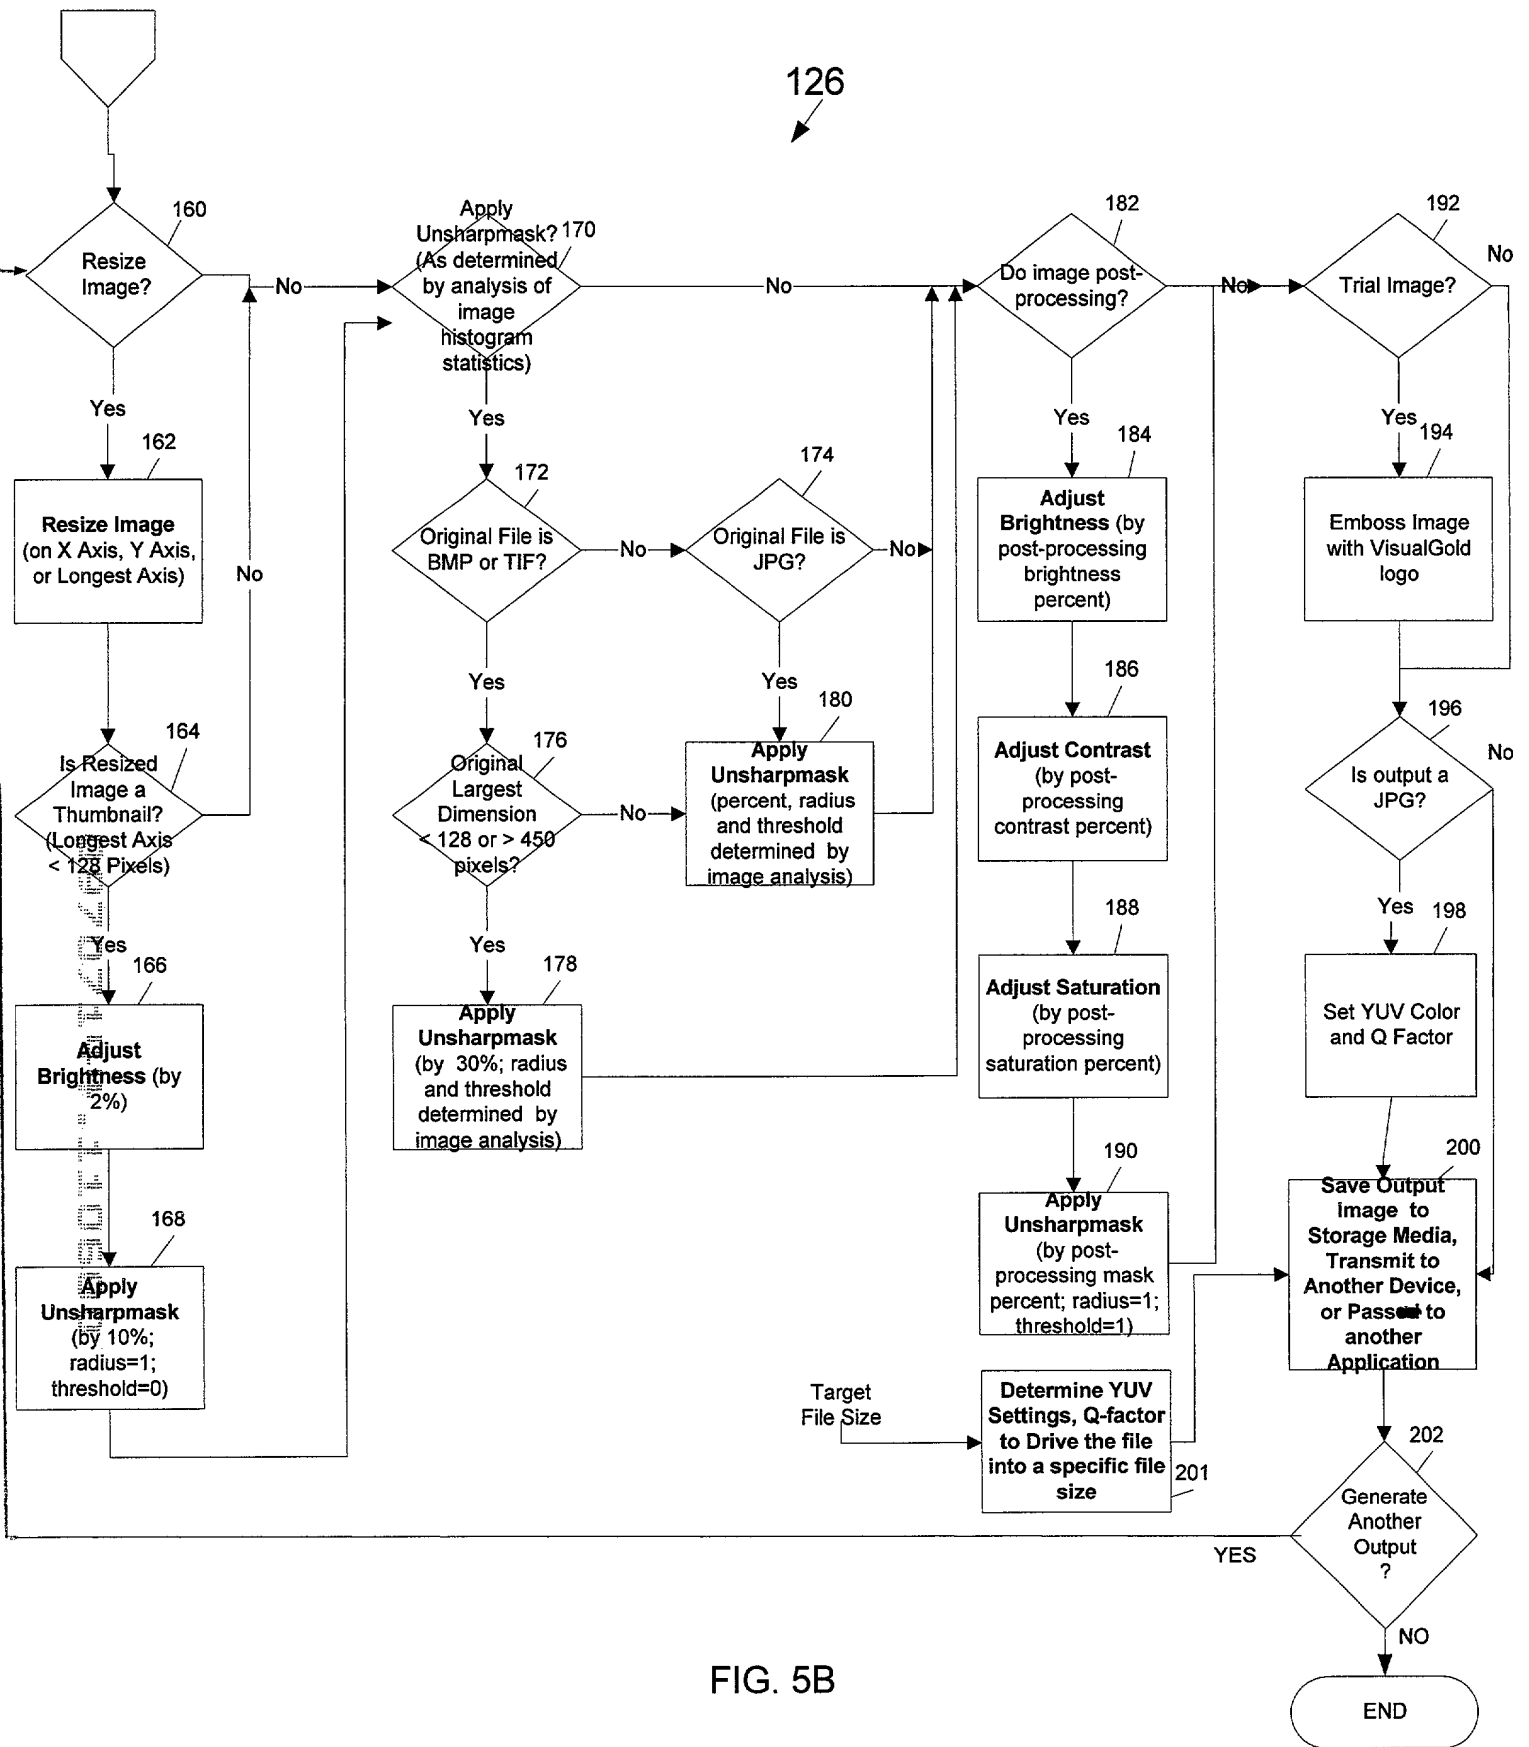 126
160
Resize
Image?
No
Yes
162
Resize Image
(on X Axis, Y Axis,
or Longest Axis)
No
164
Is Resized
Image a
Thumbnail?
(Longest Axis
< 128 Pixels)
Yes
166
Adjust
Brightness (by
2%)
168
Apply
Unsharpmask
(by 10%;
radius=1;
threshold=0)
Apply
Unsharpmask?
(As determined
by analysis of
image
histogram
statistics)
170
No
Yes
172
Original File is
BMP or TIF?
No
174
Original File is
JPG?
No
Yes
Yes
176
Original
Largest
Dimension
< 128 or > 450
pixels?
No
180
Apply
Unsharpmask
(percent, radius
and threshold
determined by
image analysis)
Yes
178
Apply
Unsharpmask
(by 30%; radius
and threshold
determined by
image analysis)
182
Do image post-
processing?
No
Yes
184
Adjust
Brightness (by
post-processing
brightness
percent)
186
Adjust Contrast
(by post-
processing
contrast percent)
188
Adjust Saturation
(by post-
processing
saturation percent)
190
Apply
Unsharpmask
(by post-
processing mask
percent; radius=1;
threshold=1)
Target
File Size
Determine YUV
Settings, Q-factor
to Drive the file
into a specific file
size
201
192
Trial Image?
No
Yes
194
Emboss Image
with VisualGold
logo
196
Is output a
JPG?
No
Yes
198
Set YUV Color
and Q Factor
200
Save Output
image to
Storage Media,
Transmit to
Another Device,
or Pass to
another
Application
202
Generate
Another
Output
?
YES
NO
END
FIG. 5B